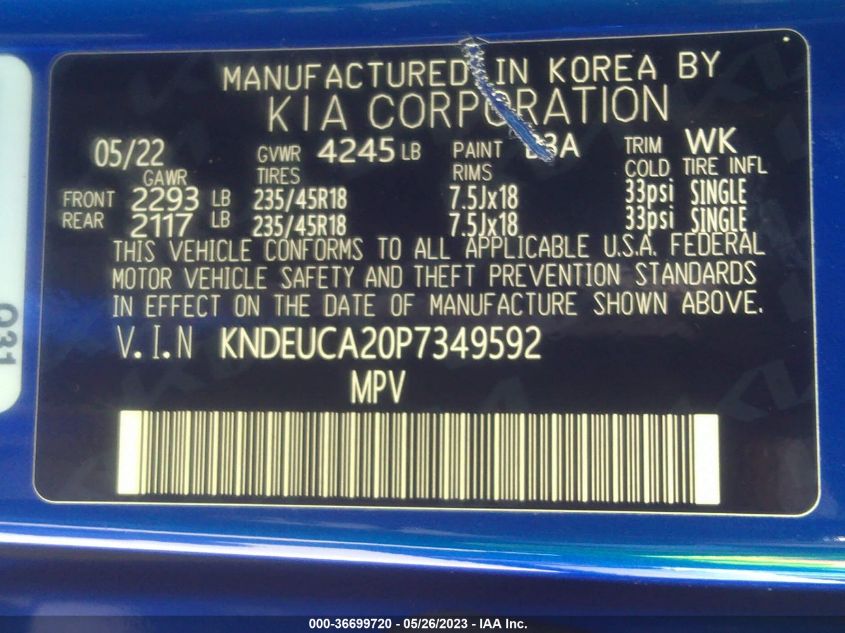 MANUFACTURED IN KOREA BY
KIA CORPORATION
05/22 GVWR 4245 LB PAINT B3A TRIM WK
GAWR TIRES RIMS COLD TIRE INFL
FRONT 2293 LB 235/45R18 7.5Jx18 33psi SINGLE
REAR 2117 LB 235/45R18 7.5Jx18 33psi SINGLE
THIS VEHICLE CONFORMS TO ALL APPLICABLE U.S.A. FEDERAL
MOTOR VEHICLE SAFETY AND THEFT PREVENTION STANDARDS
IN EFFECT ON THE DATE OF MANUFACTURE SHOWN ABOVE.
V.I.N KNDEUCA20P7349592
MPV
031
000-36699720 - 05/26/2023 - IAA Inc.